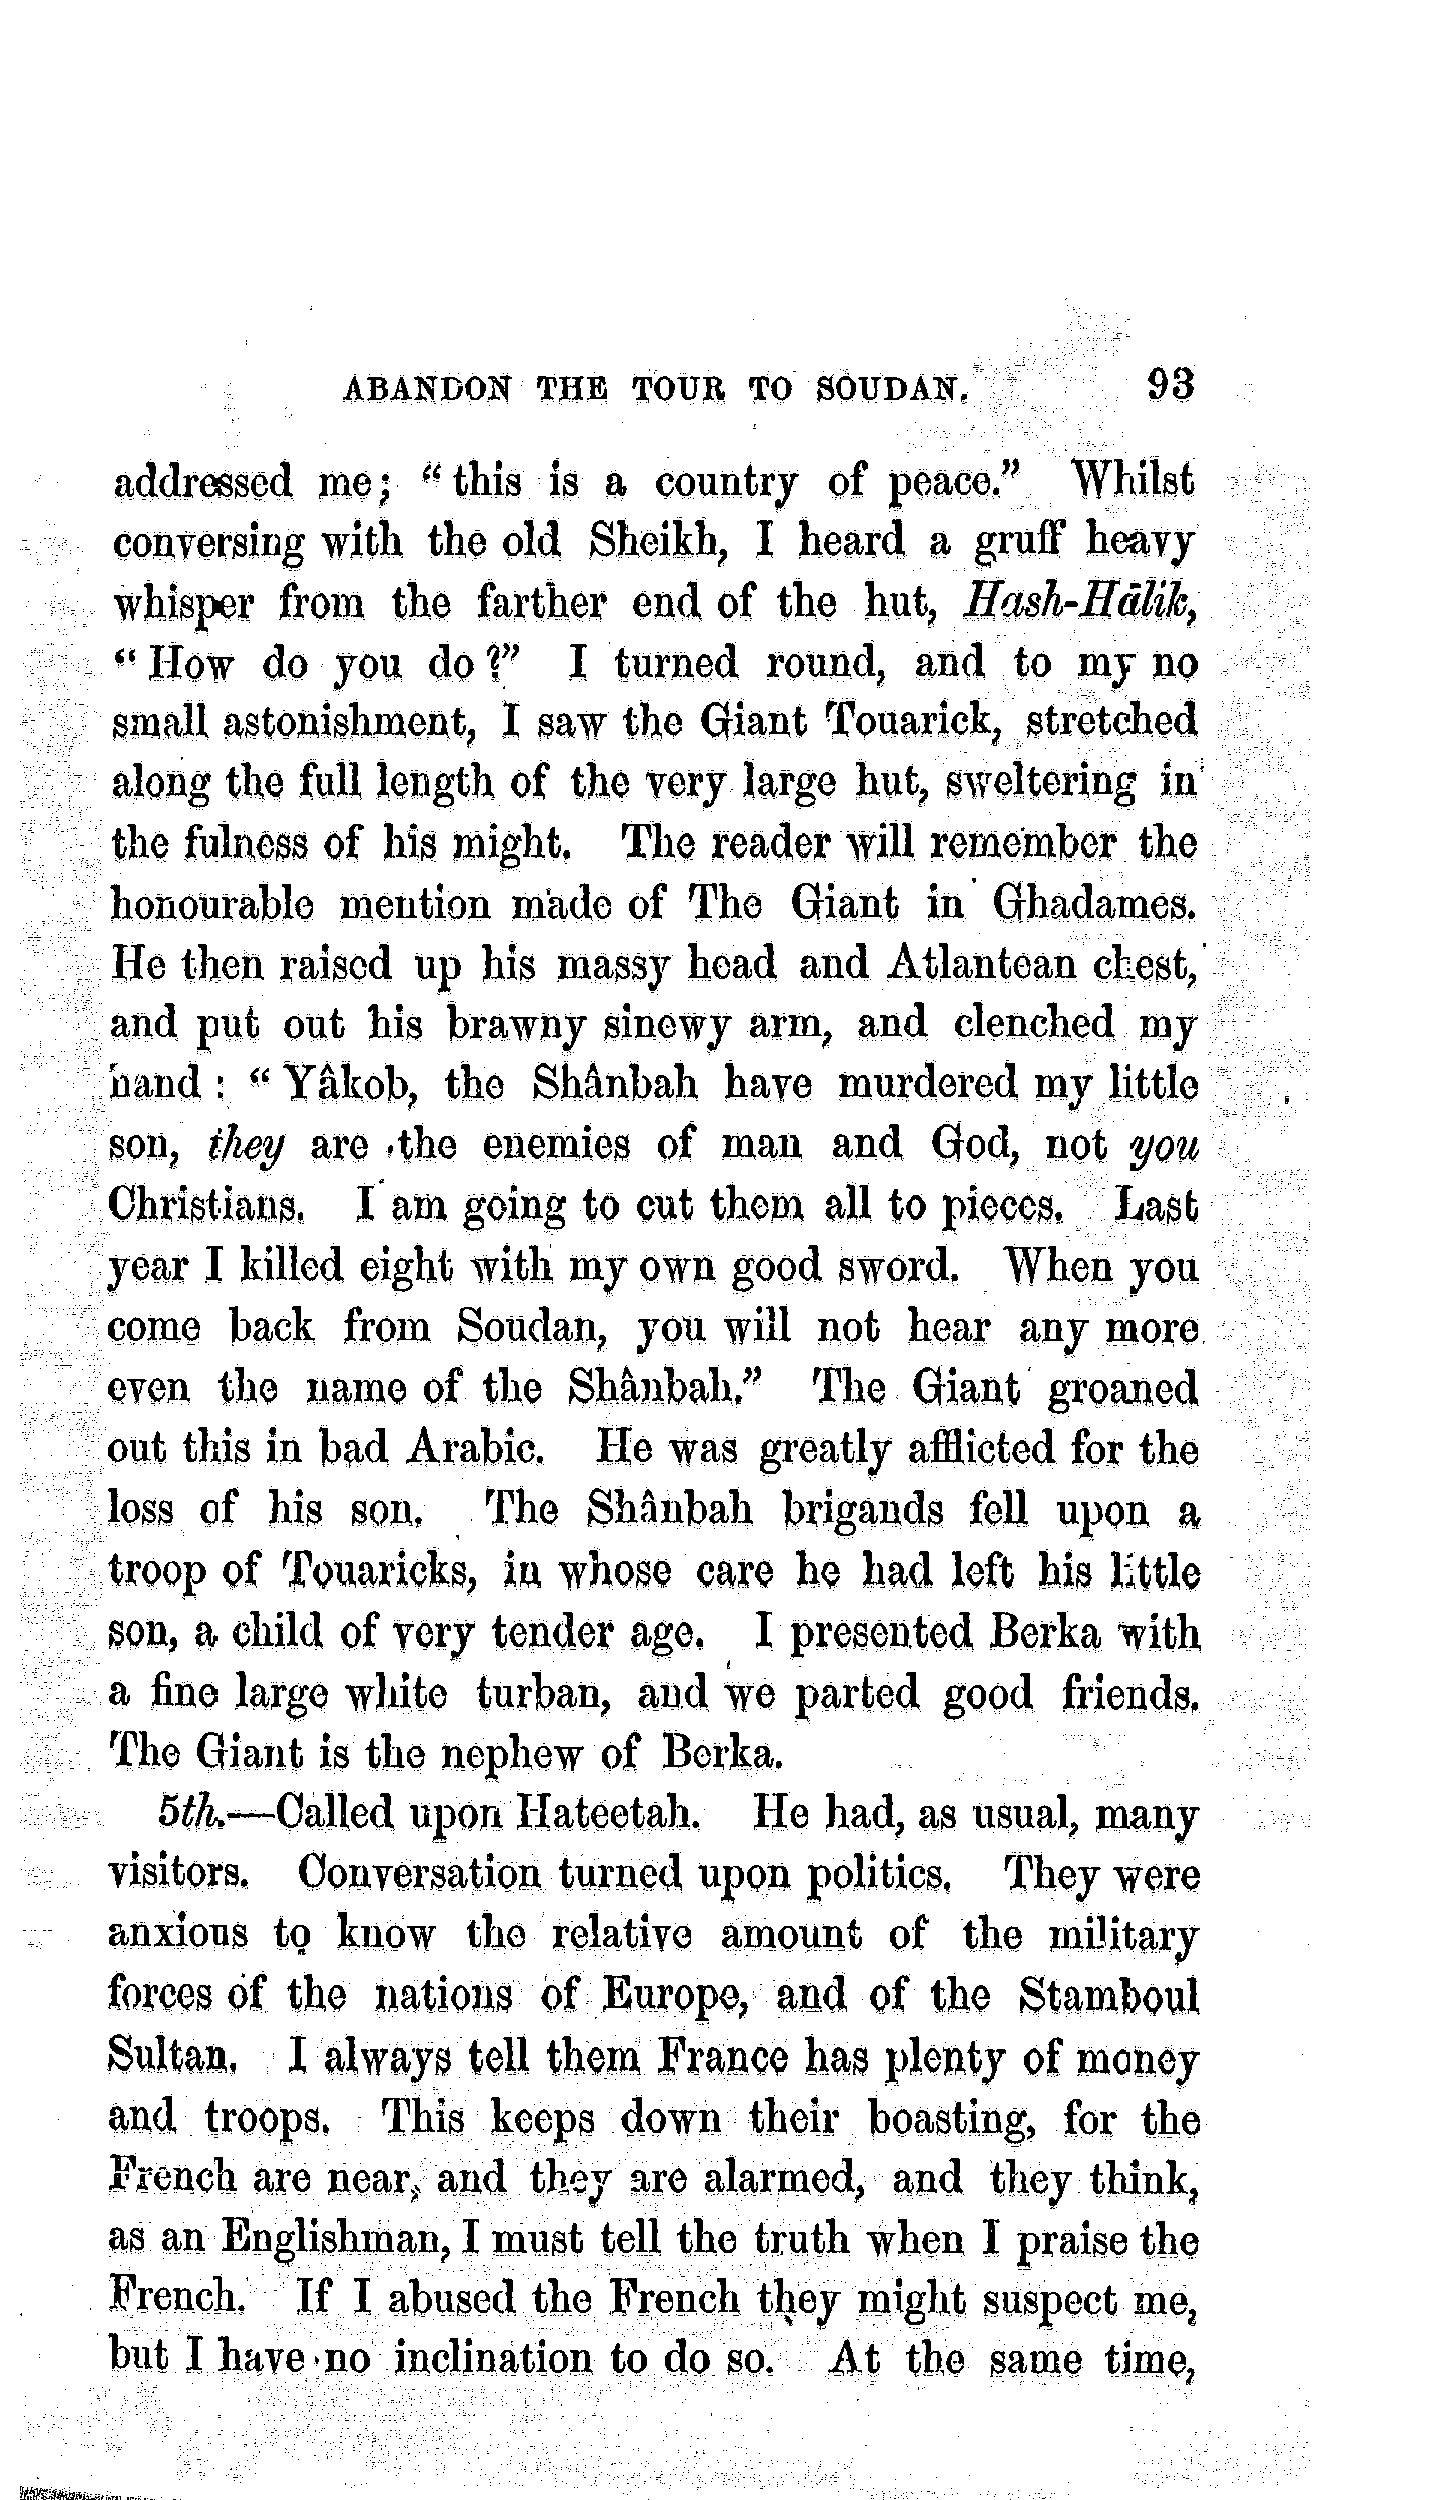 ABANDON THE TOUR TO SOUDAN. 93
addressed me; “this is a country of peace.” Whilst
conversing with the old Sheikh, I heard a gruff heavy
whisper from the farther end of the hut, Hash-Hālik,
“How do you do?” I turned round, and to my no
small astonishment, I saw the Giant Touarick, stretched
along the full length of the very large hut, sweltering in
the fulness of his might. The reader will remember the
honourable mention made of The Giant in Ghadames.
He then raised up his massy head and Atlantean chest,
and put out his brawny sinewy arm, and clenched my
hand: “Yâkob, the Shânbah have murdered my little
son, they are the enemies of man and God, not you
Christians. I am going to cut them all to pieces. Last
year I killed eight with my own good sword. When you
come back from Soudan, you will not hear any more
even the name of the Shânbah.” The Giant groaned
out this in bad Arabic. He was greatly afflicted for the
loss of his son. The Shânbah brigands fell upon a
troop of Touaricks, in whose care he had left his little
son, a child of very tender age. I presented Berka with
a fine large white turban, and we parted good friends.
The Giant is the nephew of Berka.
5th.—Called upon Hateetah. He had, as usual, many
visitors. Conversation turned upon politics. They were
anxious to know the relative amount of the military
forces of the nations of Europe, and of the Stamboul
Sultan. I always tell them France has plenty of money
and troops. This keeps down their boasting, for the
French are near, and they are alarmed, and they think,
as an Englishman, I must tell the truth when I praise the
French. If I abused the French they might suspect me,
but I have no inclination to do so. At the same time,